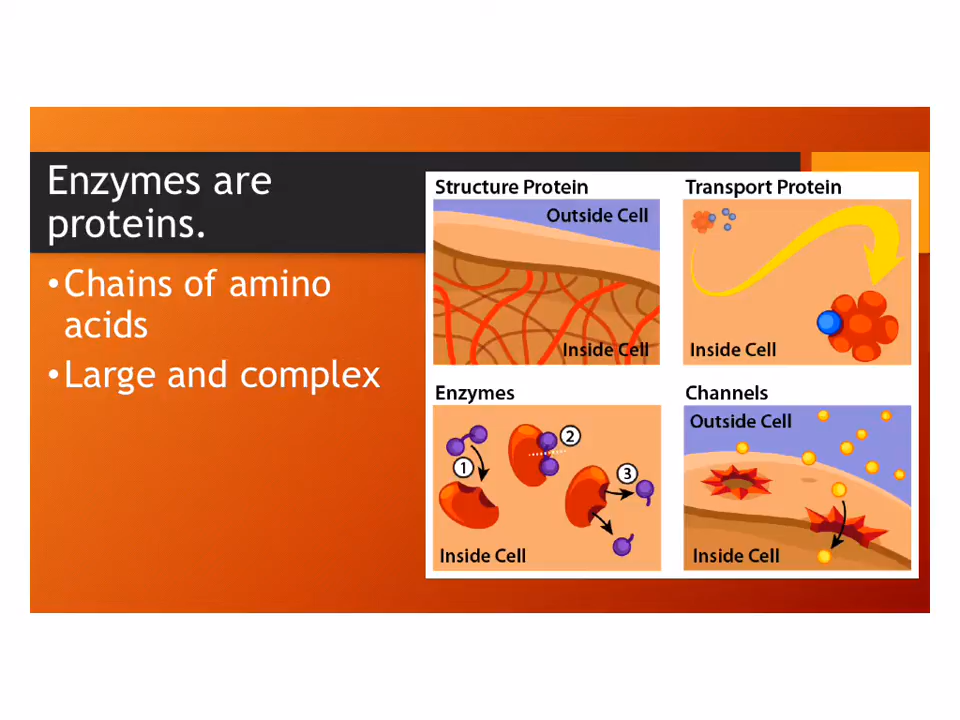 Enzymes are
proteins.
•Chains of amino
acids
•Large and complex
Structure Protein
Outside Cell
Inside Cell
Transport Protein
Inside Cell
Enzymes
1
2
3
Inside Cell
Channels
Outside Cell
Inside Cell